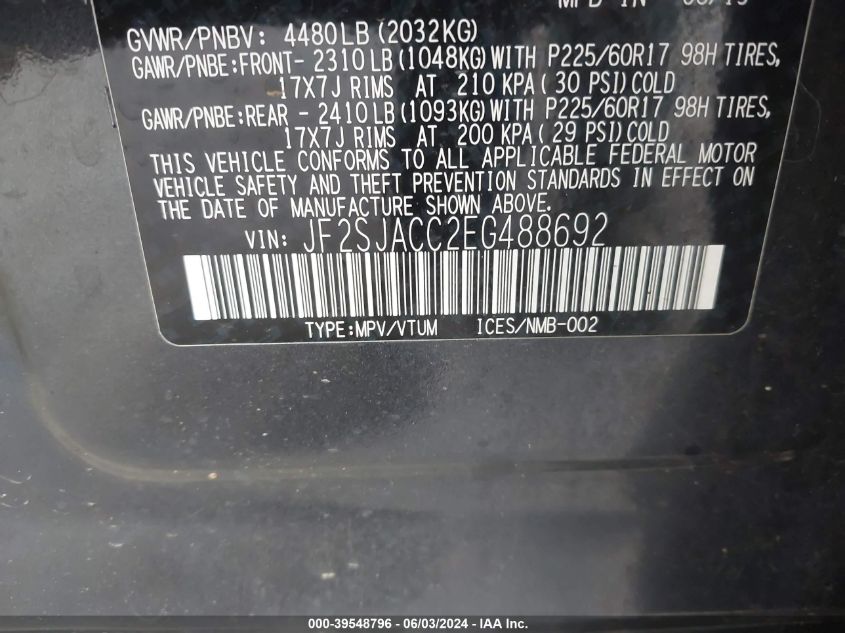 MFD IN
GVWR/PNBV: 4480LB(2032KG)
GAWR/PNBE:FRONT- 2310LB(1048KG)WITH P225/60R17 98H TIRES,
17X7J RIMS AT 210 KPA(30 PSI)COLD
GAWR/PNBE:REAR - 2410LB(1093KG)WITH P225/60R17 98H TIRES,
17X7J RIMS AT 200 KPA(29 PSI)COLD
THIS VEHICLE CONFORMS TO ALL APPLICABLE FEDERAL MOTOR
VEHICLE SAFETY AND THEFT PREVENTION STANDARDS IN EFFECT ON
THE DATE OF MANUFACTURE SHOWN ABOVE.
VIN: JF2SJACC2EG488692
TYPE:MPV/VTUM ICES/NMB-002
000-39548796 - 06/03/2024 - IAA Inc.